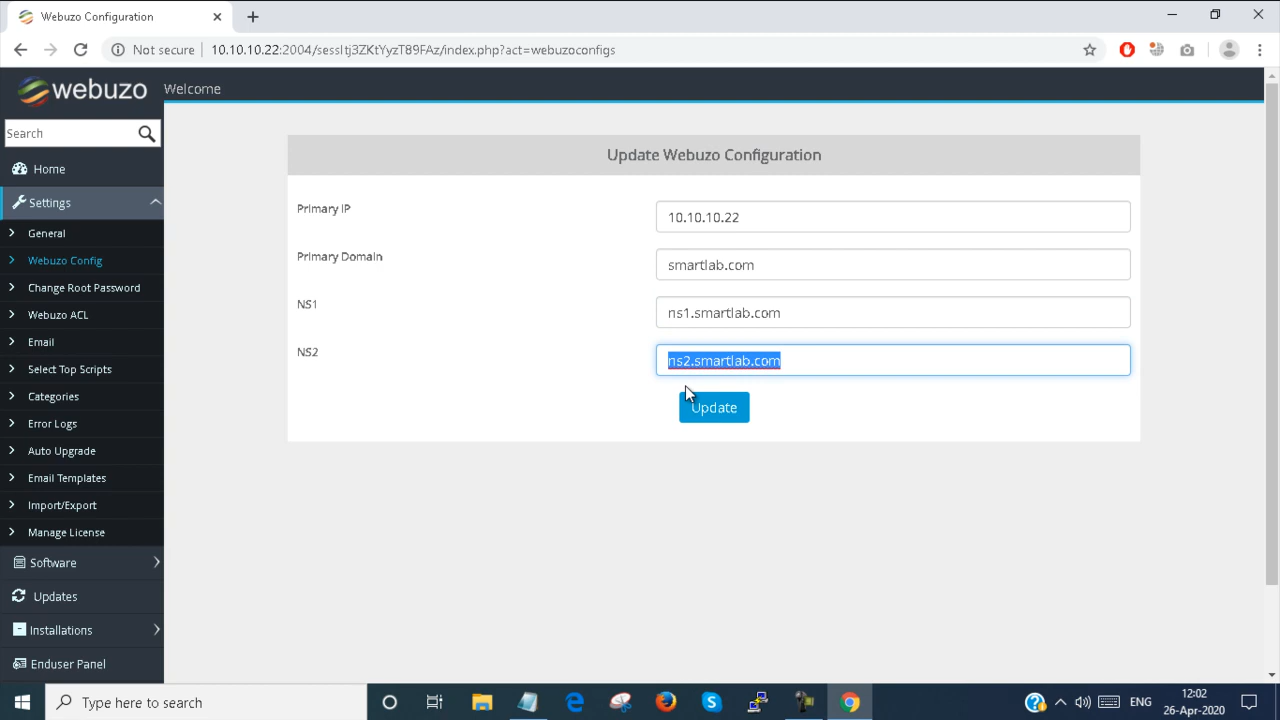 Webuzo Configuration
Not secure
10.10.10.22:2004/sessltj3ZKtYyzT89FAz/index.php?act=webuzoconfigs
webuzo
Welcome
Search
Home
Settings
General
Webuzo Config
Change Root Password
Webuzo ACL
Email
Select Top Scripts
Categories
Error Logs
Auto Upgrade
Email Templates
Import/Export
Manage License
Software
Updates
Installations
Enduser Panel
Update Webuzo Configuration
Primary IP
10.10.10.22
Primary Domain
smartlab.com
NS1
ns1.smartlab.com
NS2
ns2.smartlab.com
Update
Type here to search
ENG
12:02
26-Apr-2020